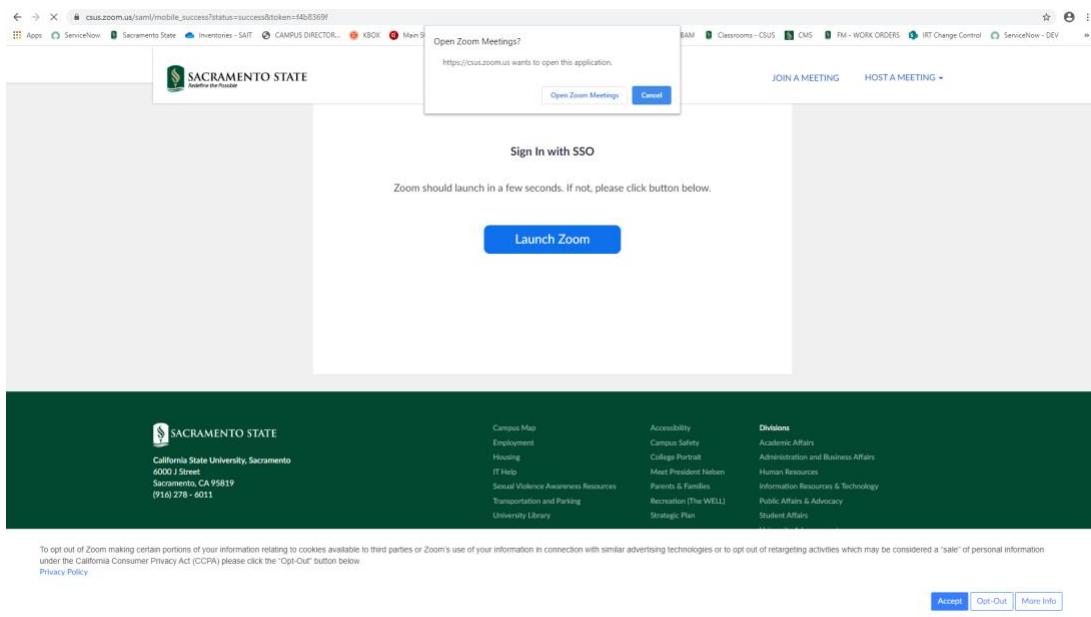 csus.zoom.us/saml/mobile_success?status=success&token=f4b8369f
Apps ServiceNow Sacramento State Inventories - SAIT CAMPUS DIRECTOR... KBOX Main S BAM Classrooms - CSUS CMS FM - WORK ORDERS IRT Change Control ServiceNow - DEV »
Open Zoom Meetings?
https://csus.zoom.us wants to open this application.
Open Zoom Meetings Cancel
SACRAMENTO STATE
Redefine the Possible
JOIN A MEETING HOST A MEETING
Sign In with SSO
Zoom should launch in a few seconds. If not, please click button below.
Launch Zoom
SACRAMENTO STATE
California State University, Sacramento
6000 J Street
Sacramento, CA 95819
(916) 278 - 6011
Campus Map
Employment
Housing
IT Help
Sexual Violence Awareness Resources
Transportation and Parking
University Library
Accessibility
Campus Safety
College Portrait
Meet President Nelsen
Parents & Families
Recreation (The WELL)
Strategic Plan
Divisions
Academic Affairs
Administration and Business Affairs
Human Resources
Information Resources & Technology
Public Affairs & Advocacy
Student Affairs
To opt out of Zoom making certain portions of your information relating to cookies available to third parties or Zoom's use of your information in connection with similar advertising technologies or to opt out of retargeting activities which may be considered a "sale" of personal information
under the California Consumer Privacy Act (CCPA) please click the "Opt-Out" button below.
Privacy Policy
Accept Opt-Out More Info